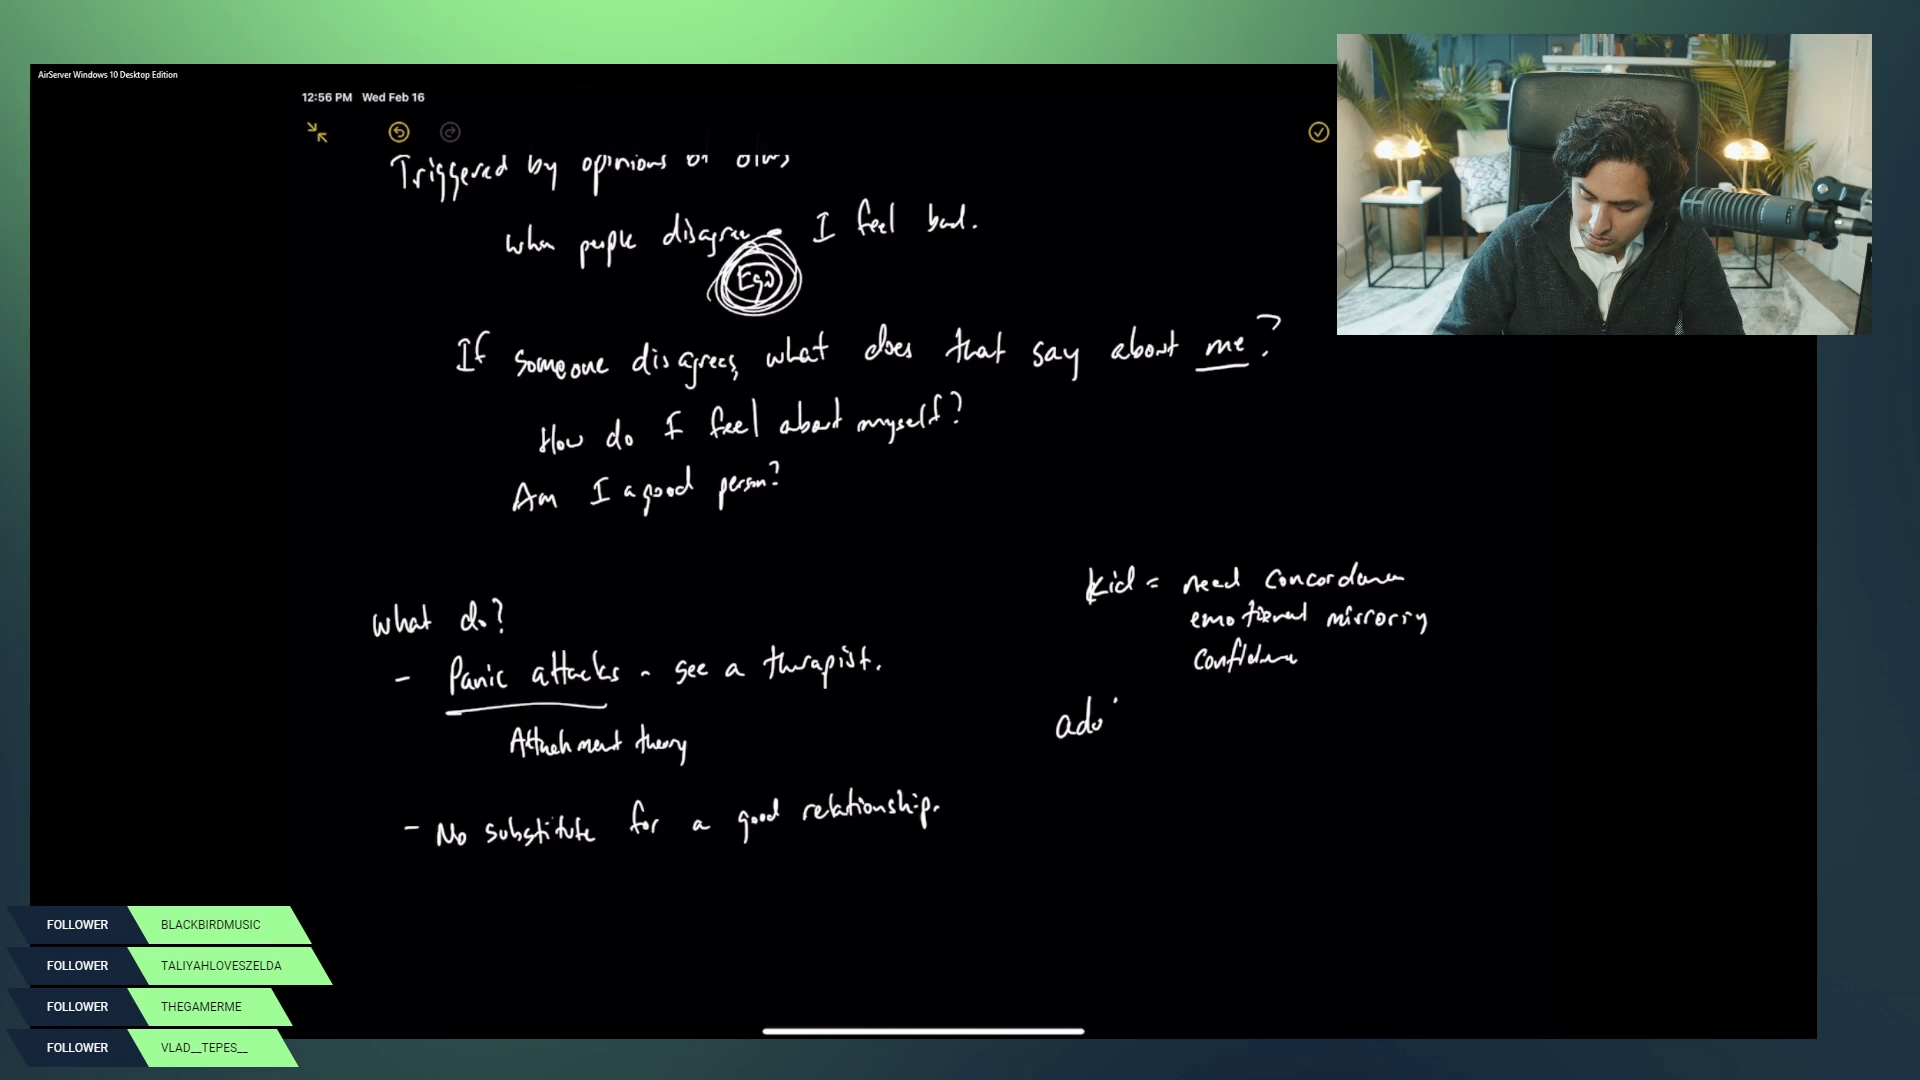 AirServer Windows 10 Desktop Edition
12:56 PM Wed Feb 16
Triggered by opinions of
when people disagree - I feel bad.
Ego
If someone disagrees, what does that say about me?
How do I feel about myself?
Am I a good person?
What do?
- Panic attacks - see a therapist.
Attachment theory
- No substitute for a good relationship.
kid = need concordance
emotional mirroring
confidence
adu
FOLLOWER BLACKBIRDMUSIC
FOLLOWER TALIYAHLOVESZELDA
FOLLOWER THEGAMERME
FOLLOWER VLAD__TEPES__